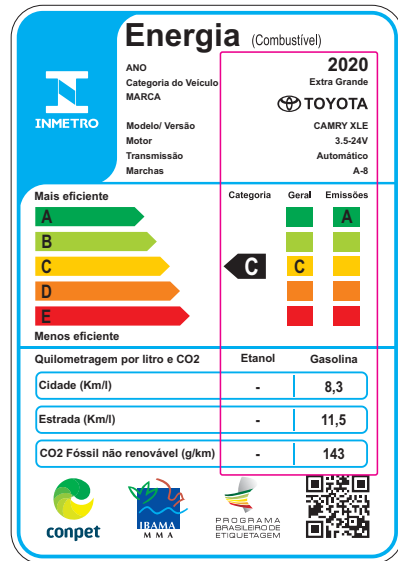 Energia (Combustível)
ANO 2020
Categoria do Veículo Extra Grande
MARCA TOYOTA
INMETRO
Modelo/ Versão CAMRY XLE
Motor 3.5-24V
Transmissão Automático
Marchas A-8
Mais eficiente Categoria Geral Emissões
A A
B
C C C
D
E
Menos eficiente
Quilometragem por litro e CO2 Etanol Gasolina
Cidade (Km/l) - 8,3
Estrada (Km/l) - 11,5
CO2 Fóssil não renovável (g/km) - 143
conpet
IBAMA
M M A
PROGRAMA
BRASILEIRO DE
ETIQUETAGEM